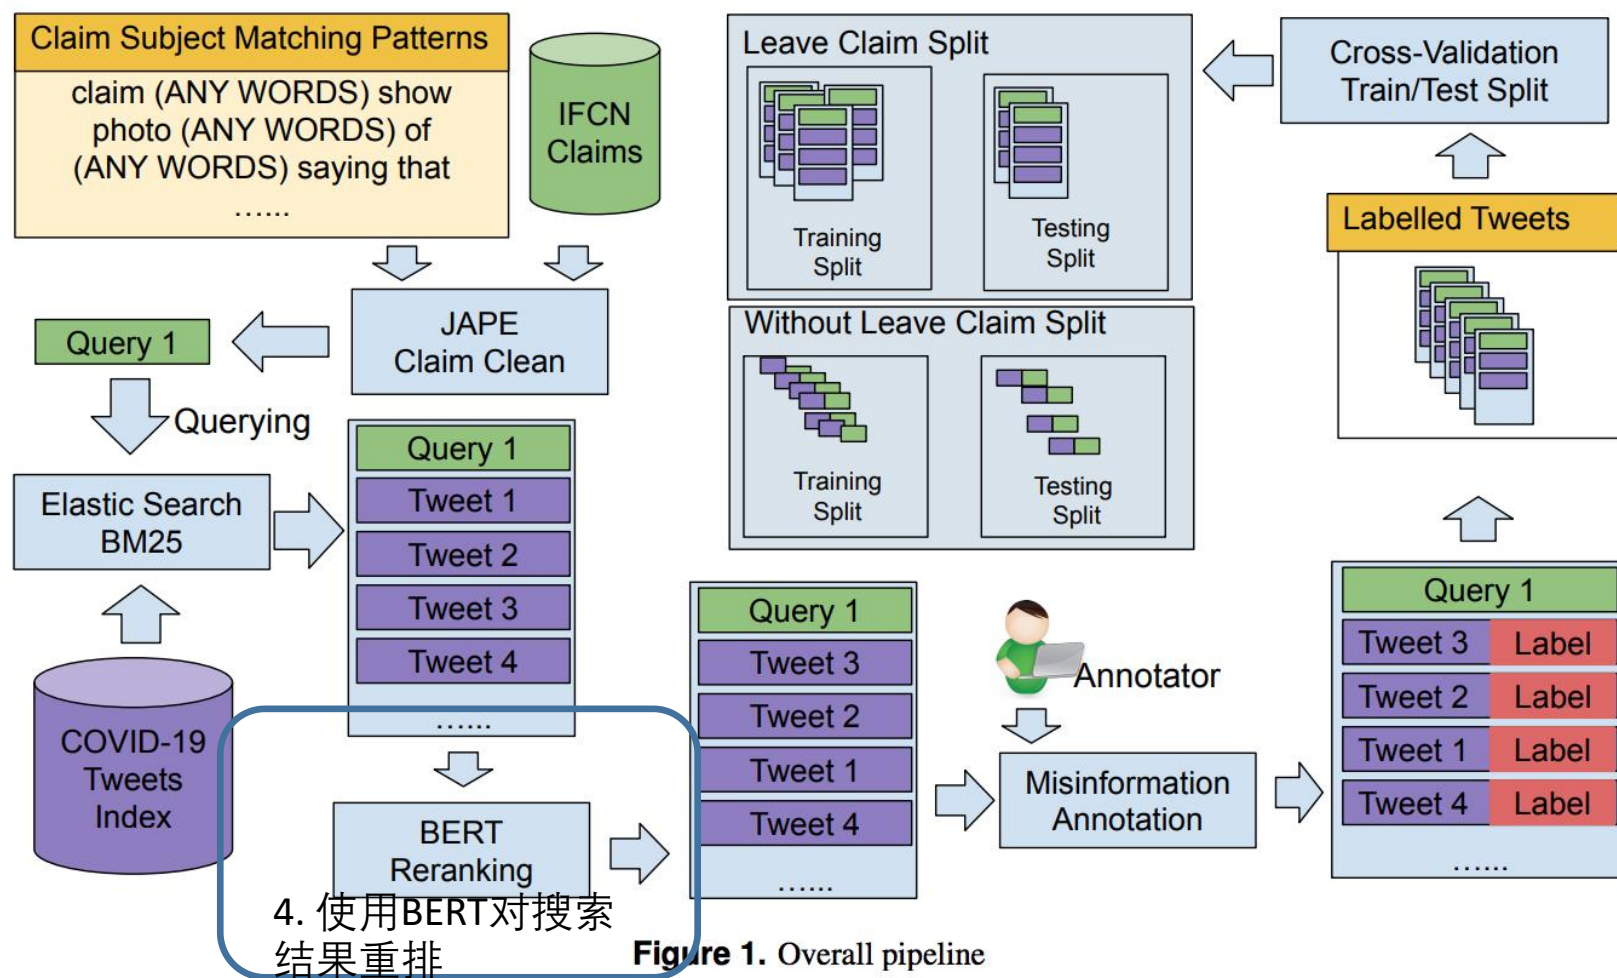 Claim Subject Matching Patterns
claim (ANY WORDS) show
photo (ANY WORDS) of
(ANY WORDS) saying that
…...
IFCN
Claims
JAPE
Claim Clean
Query 1
Querying
Elastic Search
BM25
COVID-19
Tweets
Index
Query 1
Tweet 1
Tweet 2
Tweet 3
Tweet 4
…...
BERT
Reranking
4. 使用BERT对搜索
结果重排
Query 1
Tweet 3
Tweet 2
Tweet 1
Tweet 4
…...
Annotator
Misinformation
Annotation
Query 1
Tweet 3 Label
Tweet 2 Label
Tweet 1 Label
Tweet 4 Label
…...
Labelled Tweets
Cross-Validation
Train/Test Split
Leave Claim Split
Training
Split
Testing
Split
Without Leave Claim Split
Training
Split
Testing
Split
Figure 1. Overall pipeline